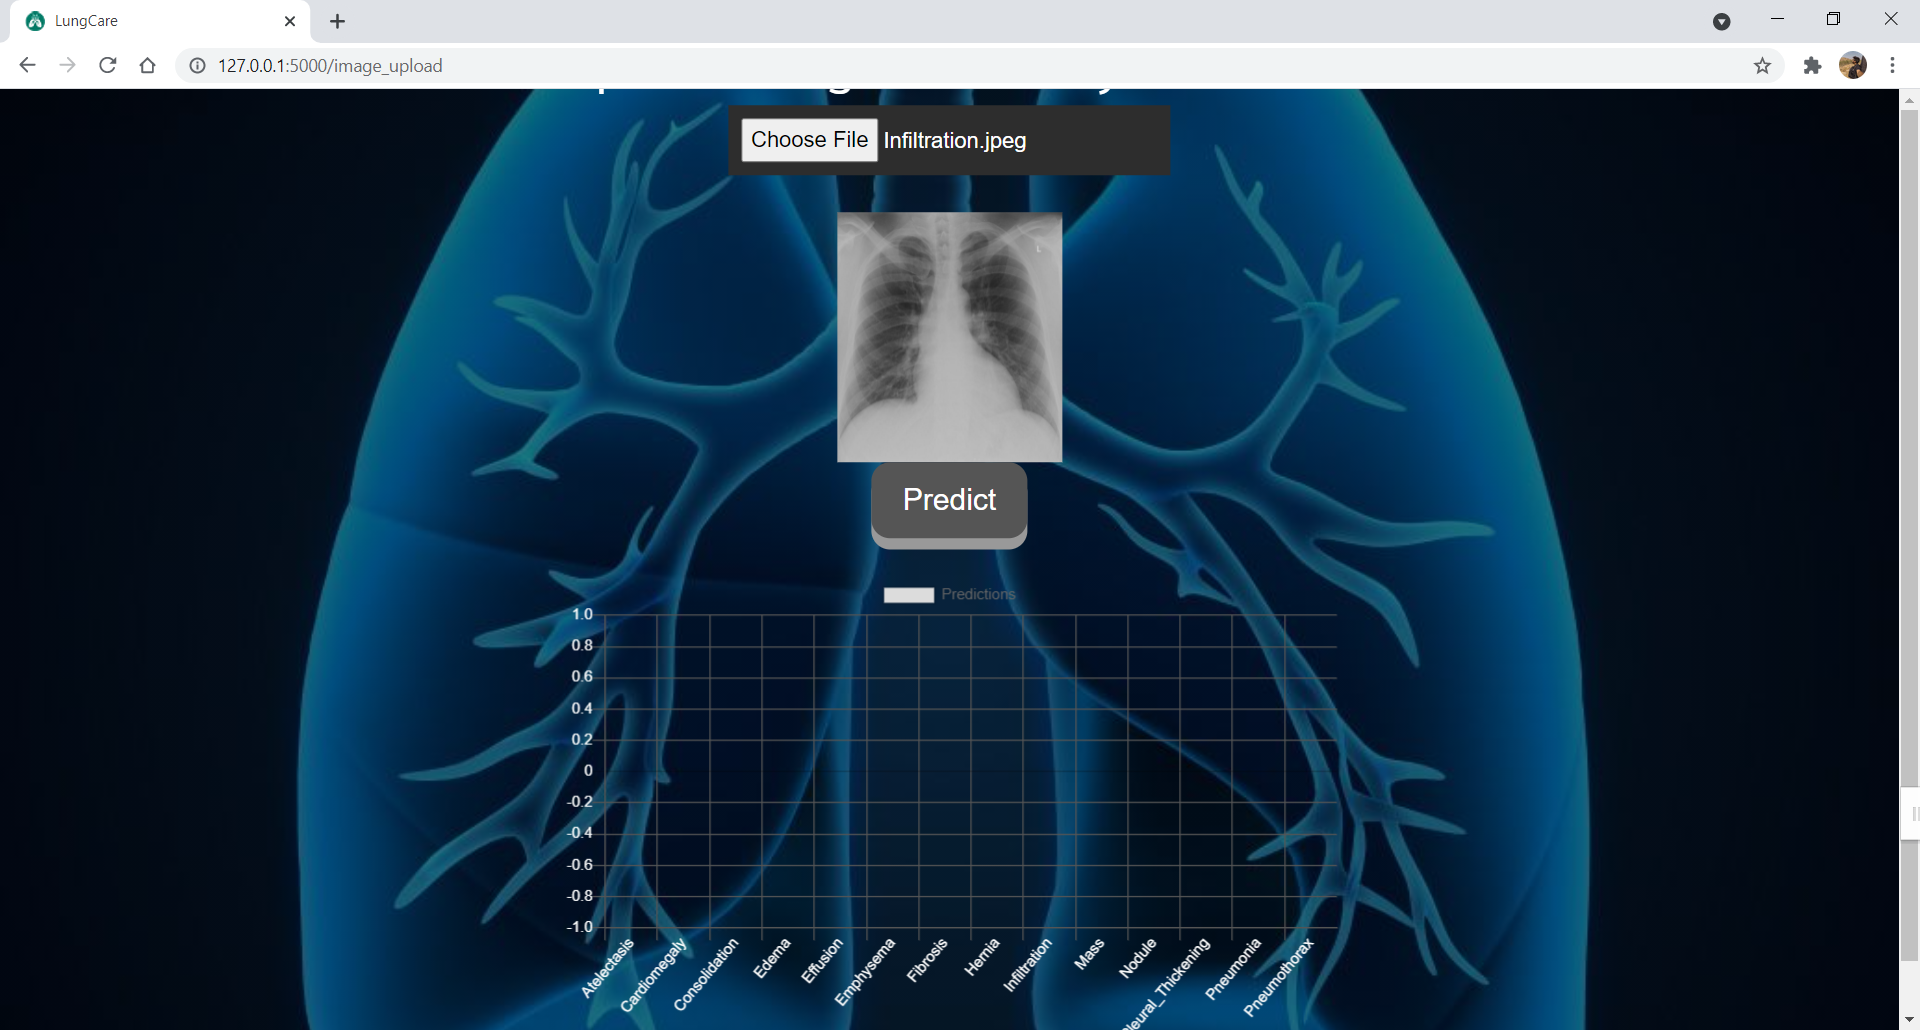 LungCare
127.0.0.1:5000/image_upload
Choose File Infiltration.jpeg
L
Predict
Predictions
1.0
0.8
0.6
0.4
0.2
0
-0.2
-0.4
-0.6
-0.8
-1.0
Atelectasis
Cardiomegaly
Consolidation
Edema
Effusion
Emphysema
Fibrosis
Hernia
Infiltration
Mass
Nodule
leural_Thickening
Pneumonia
Pneumothorax